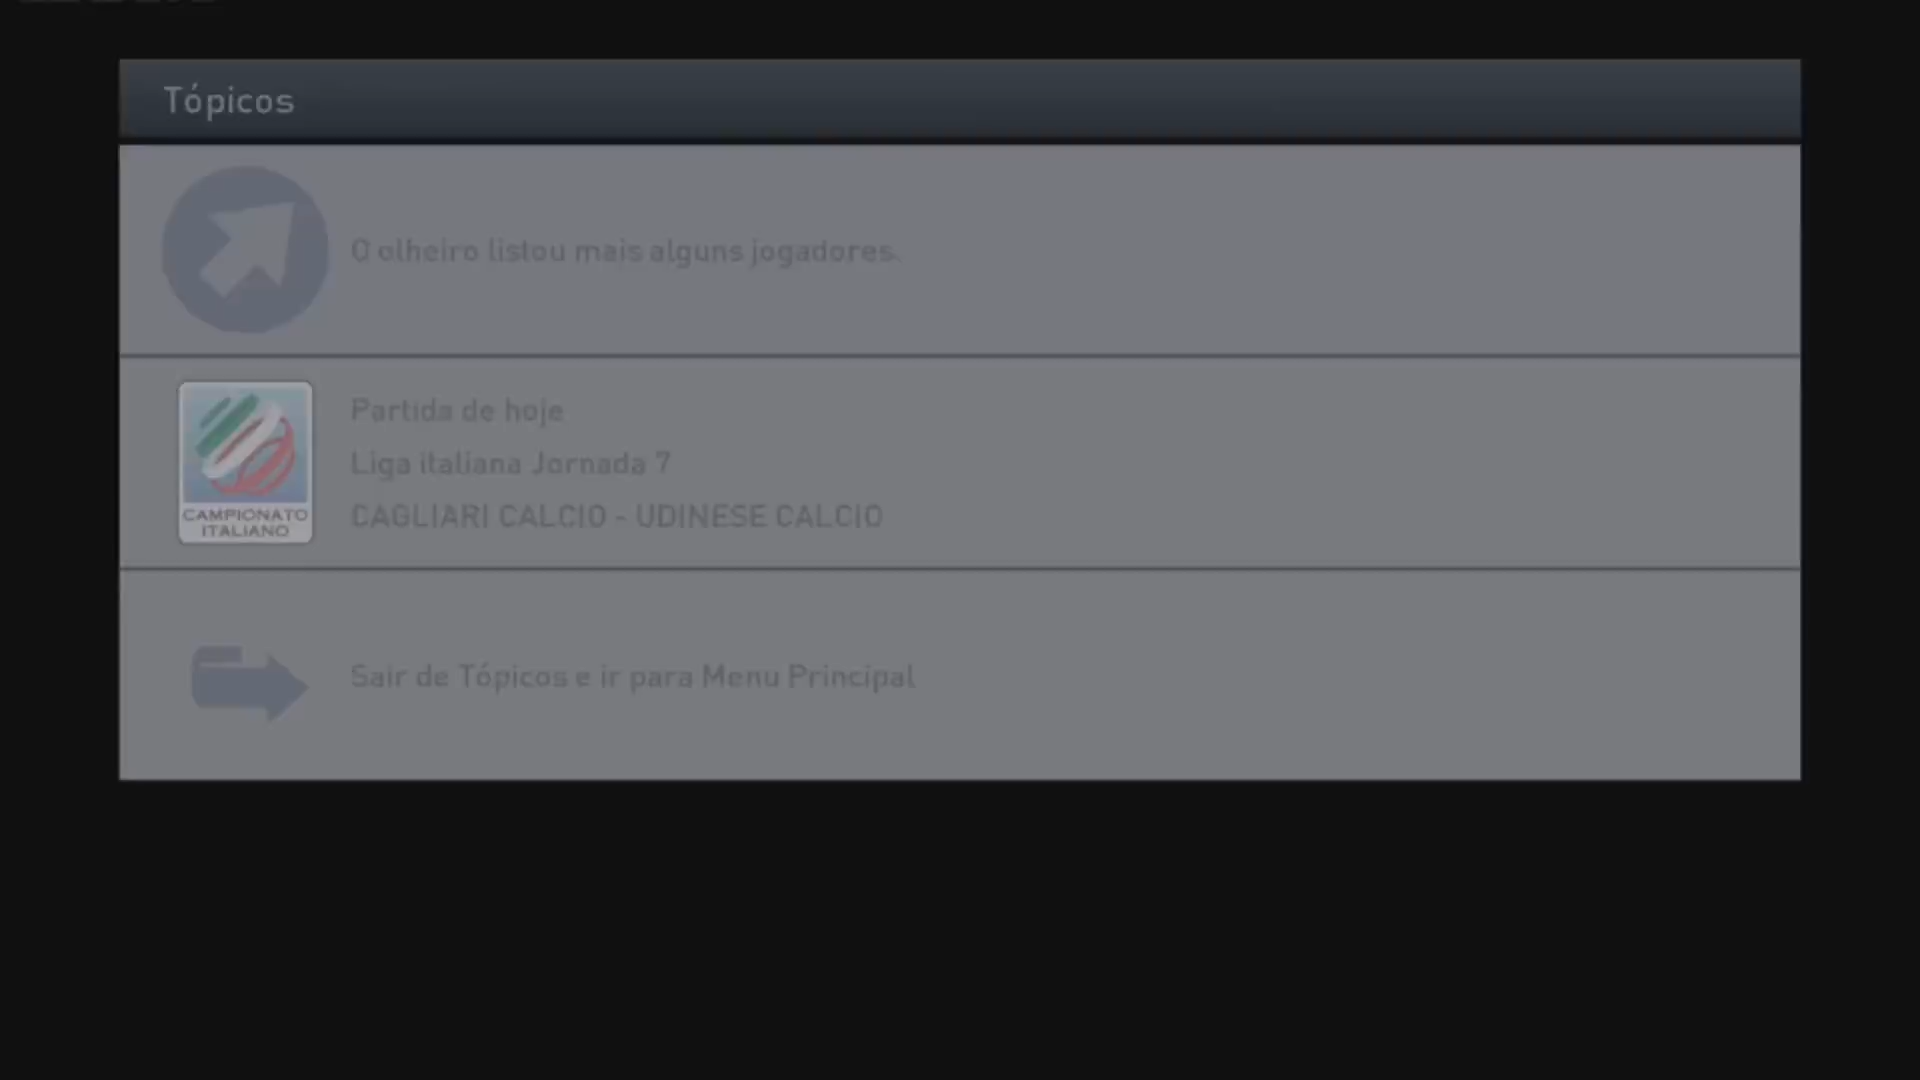 Tópicos
O olheiro listou mais alguns jogadores.
Partida de hoje
Liga italiana Jornada 7
CAGLIARI CALCIO - UDINESE CALCIO
CAMPIONATO
ITALIANO
Sair de Tópicos e ir para Menu Principal